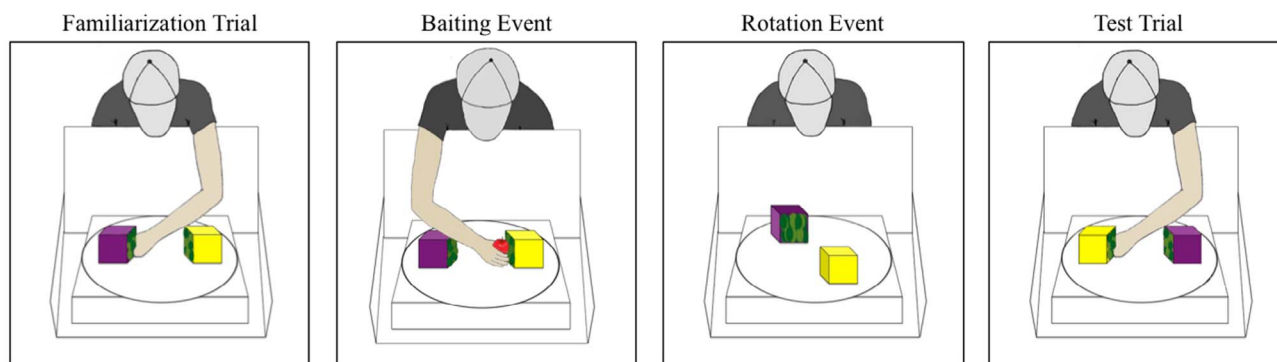 Familiarization Trial
Baiting Event
Rotation Event
Test Trial